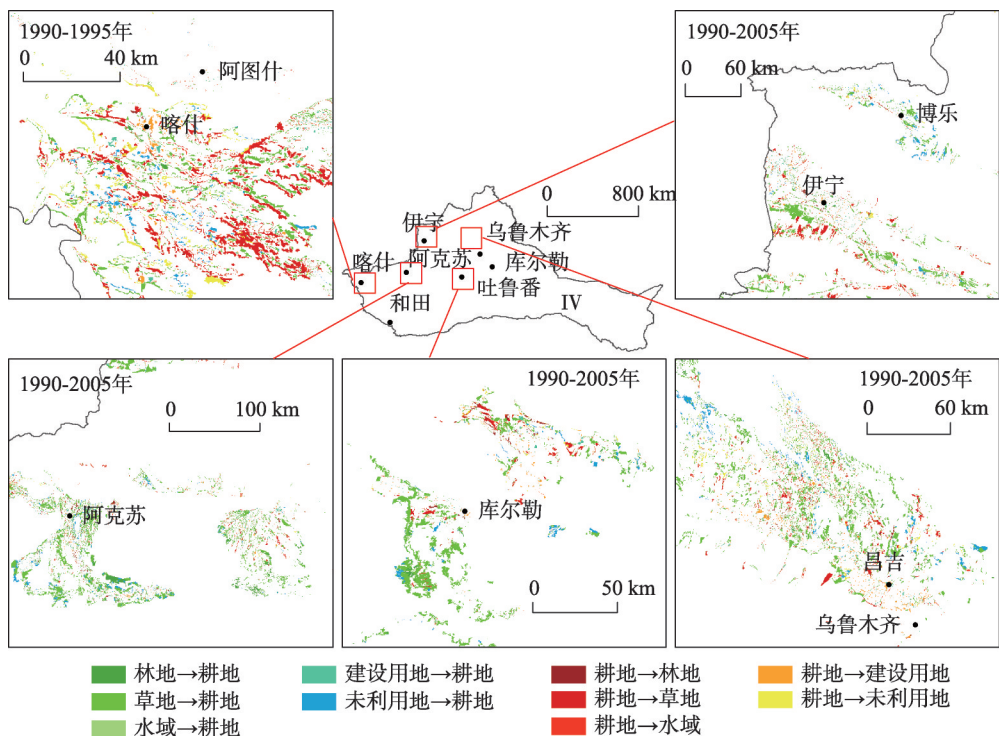 1990-1995年
0 40 km
阿图什
喀什
1990-2005年
0 60 km
博乐
伊宁
0 800 km
伊宁
乌鲁木齐
喀什
阿克苏
库尔勒
吐鲁番
和田
IV
1990-2005年
0 100 km
阿克苏
1990-2005年
库尔勒
0 50 km
1990-2005年
0 60 km
昌吉
乌鲁木齐
林地→耕地
草地→耕地
水域→耕地
建设用地→耕地
未利用地→耕地
耕地→林地
耕地→草地
耕地→水域
耕地→建设用地
耕地→未利用地